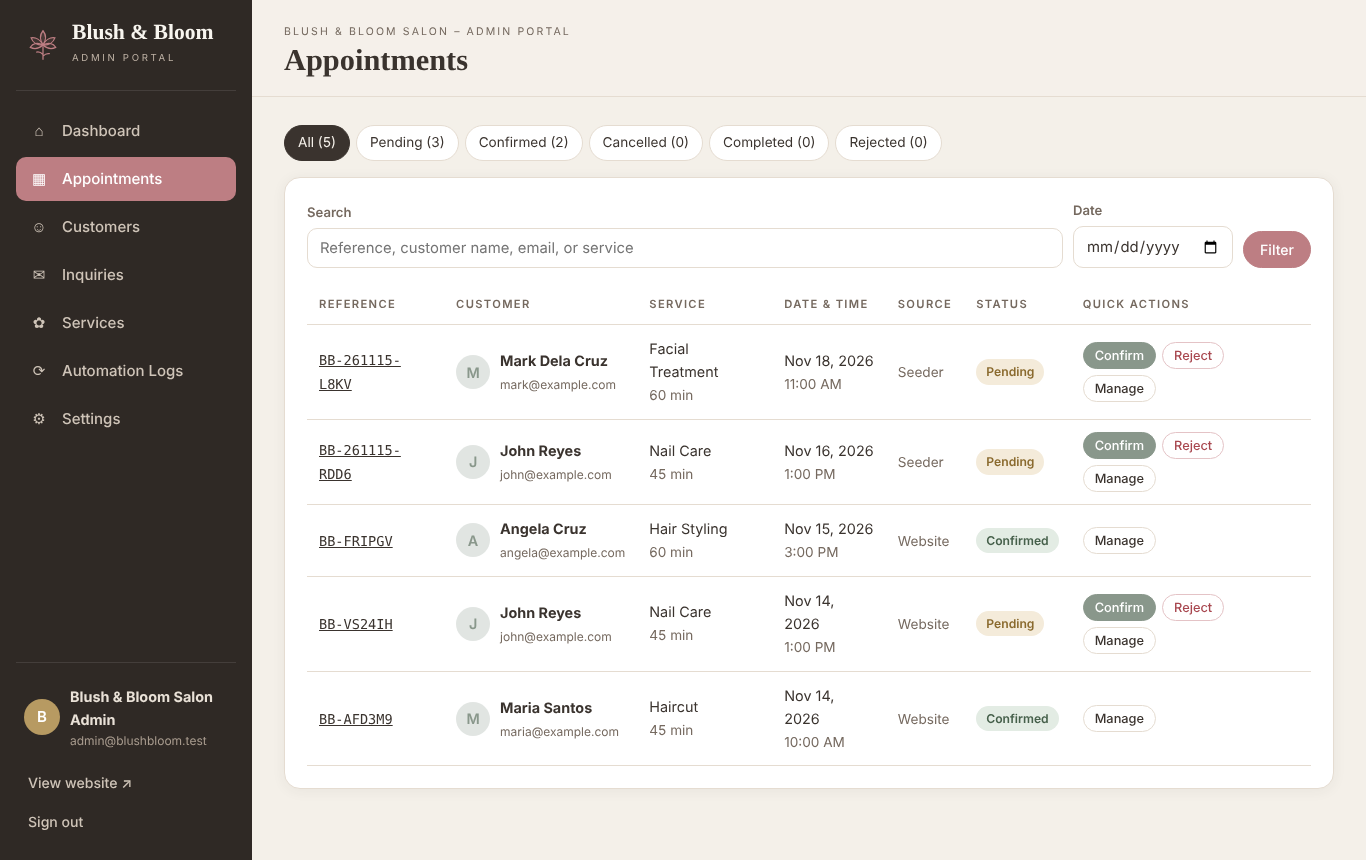 Blush & Bloom
ADMIN PORTAL
Dashboard
Appointments
Customers
Inquiries
Services
Automation Logs
Settings
B
Blush & Bloom Salon
Admin
admin@blushbloom.test
View website ↗
Sign out
BLUSH & BLOOM SALON – ADMIN PORTAL
Appointments
All (5) Pending (3) Confirmed (2) Cancelled (0) Completed (0) Rejected (0)
Search
Reference, customer name, email, or service
Date
mm/dd/yyyy
Filter
REFERENCE CUSTOMER SERVICE DATE & TIME SOURCE STATUS QUICK ACTIONS
BB-261115-
L8KV
M
Mark Dela Cruz
mark@example.com
Facial
Treatment
60 min
Nov 18, 2026
11:00 AM
Seeder
Pending
Confirm Reject
Manage
BB-261115-
RDD6
J
John Reyes
john@example.com
Nail Care
45 min
Nov 16, 2026
1:00 PM
Seeder
Pending
Confirm Reject
Manage
BB-FRIPGV
A
Angela Cruz
angela@example.com
Hair Styling
60 min
Nov 15, 2026
3:00 PM
Website
Confirmed
Manage
BB-VS24IH
J
John Reyes
john@example.com
Nail Care
45 min
Nov 14,
2026
1:00 PM
Website
Pending
Confirm Reject
Manage
BB-AFD3M9
M
Maria Santos
maria@example.com
Haircut
45 min
Nov 14,
2026
10:00 AM
Website
Confirmed
Manage